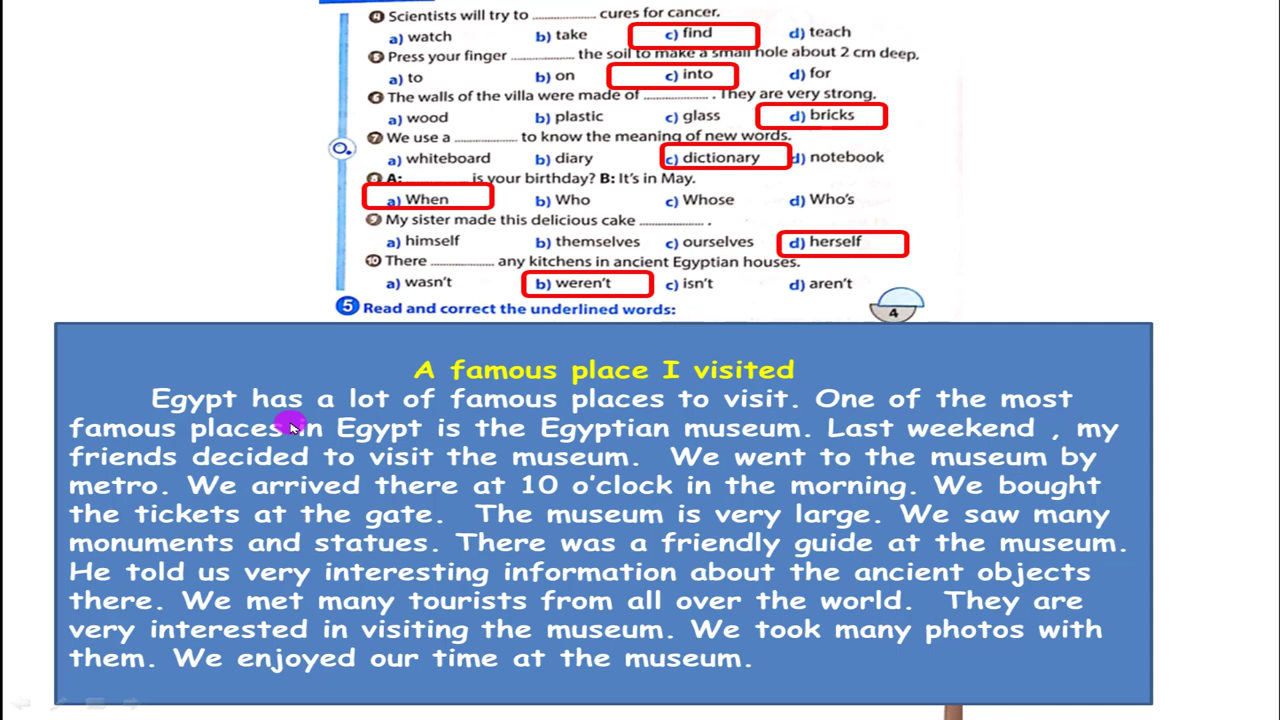 4 Scientists will try to ............ cures for cancer.
a) watch b) take c) find d) teach
5 Press your finger ............ the soil to make a small hole about 2 cm deep.
a) to b) on c) into d) for
6 The walls of the villa were made of ............ . They are very strong.
a) wood b) plastic c) glass d) bricks
7 We use a ............ to know the meaning of new words.
a) whiteboard b) diary c) dictionary d) notebook
8 A: ............ is your birthday? B: It's in May.
a) When b) Who c) Whose d) Who's
9 My sister made this delicious cake ............ .
a) himself b) themselves c) ourselves d) herself
10 There ............ any kitchens in ancient Egyptian houses.
a) wasn't b) weren't c) isn't d) aren't
5 Read and correct the underlined words:
4
A famous place I visited
Egypt has a lot of famous places to visit. One of the most
famous places in Egypt is the Egyptian museum. Last weekend , my
friends decided to visit the museum. We went to the museum by
metro. We arrived there at 10 o'clock in the morning. We bought
the tickets at the gate. The museum is very large. We saw many
monuments and statues. There was a friendly guide at the museum.
He told us very interesting information about the ancient objects
there. We met many tourists from all over the world. They are
very interested in visiting the museum. We took many photos with
them. We enjoyed our time at the museum.